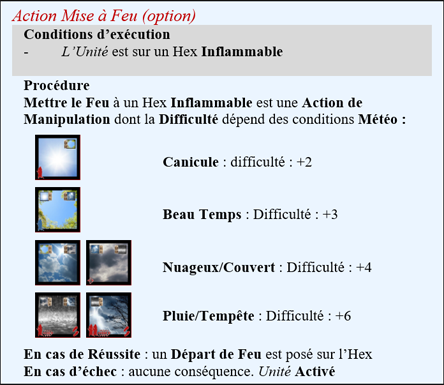 Action Mise à Feu (option)
Conditions d’exécution
- L’Unité est sur un Hex Inflammable
Procédure
Mettre le Feu à un Hex Inflammable est une Action de
Manipulation dont la Difficulté dépend des conditions Météo :
Canicule : difficulté : +2
Beau Temps : Difficulté : +3
Nuageux/Couvert : Difficulté : +4
Pluie/Tempête : Difficulté : +6
En cas de Réussite : un Départ de Feu est posé sur l’Hex
En cas d’échec : aucune conséquence. Unité Activé